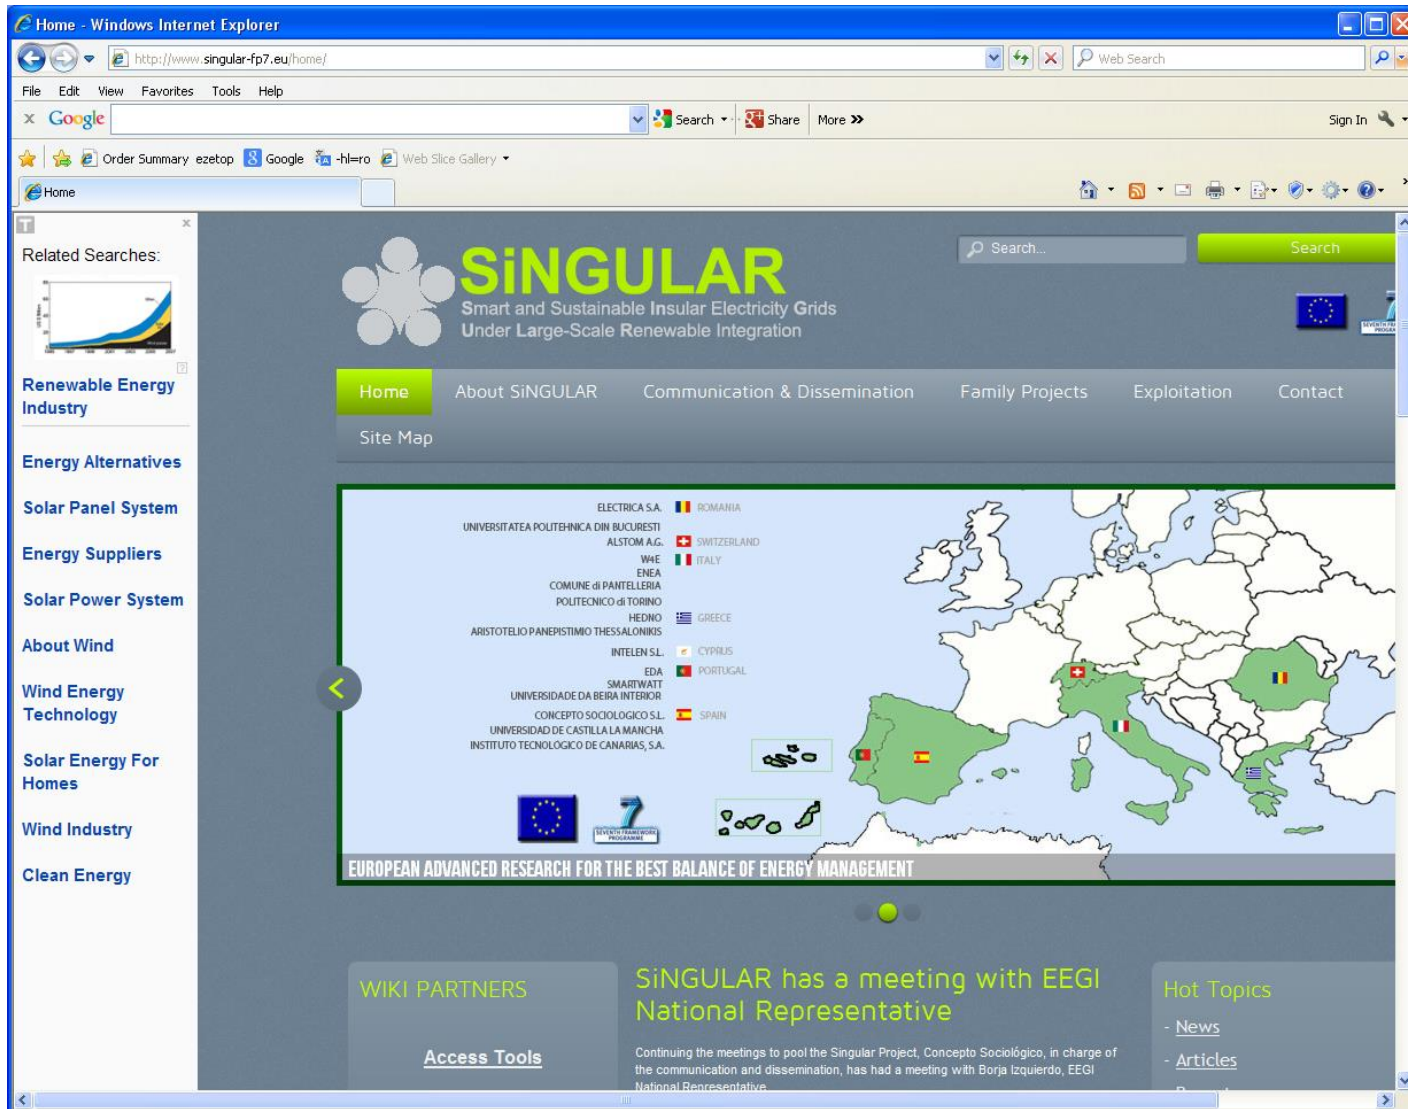 Home - Windows Internet Explorer
http://www.singular-fp7.eu/home/
Web Search
File Edit View Favorites Tools Help
x Google Search Share More >> Sign In
Order Summary ezetop Google -hl=ro Web Slice Gallery
Home
T x
Related Searches:
Renewable Energy
Industry
Energy Alternatives
Solar Panel System
Energy Suppliers
Solar Power System
About Wind
Wind Energy
Technology
Solar Energy For
Homes
Wind Industry
Clean Energy
SiNGULAR
Smart and Sustainable Insular Electricity Grids
Under Large-Scale Renewable Integration
Search...
Search
Home About SiNGULAR Communication & Dissemination Family Projects Exploitation Contact
Site Map
ELECTRICA S.A. ROMANIA
UNIVERSITATEA POLITEHNICA DIN BUCURESTI
ALSTOM A.G. SWITZERLAND
W4E ITALY
ENEA
COMUNE di PANTELLERIA
POLITECNICO di TORINO
HEDNO GREECE
ARISTOTELIO PANEPISTIMIO THESSALONIKIS
INTELEN S.L. CYPRUS
EDA PORTUGAL
SMARTWATT
UNIVERSIDADE DA BEIRA INTERIOR
CONCEPTO SOCIOLOGICO S.L. SPAIN
UNIVERSIDAD DE CASTILLA LA MANCHA
INSTITUTO TECNOLÓGICO DE CANARIAS, S.A.
SEVENTH FRAMEWORK
PROGRAMME
EUROPEAN ADVANCED RESEARCH FOR THE BEST BALANCE OF ENERGY MANAGEMENT
WIKI PARTNERS
Access Tools
SiNGULAR has a meeting with EEGI
National Representative
Continuing the meetings to pool the Singular Project, Concepto Sociológico, in charge of
the communication and dissemination, has had a meeting with Borja Izquierdo, EEGI
National Representative
Hot Topics
- News
- Articles